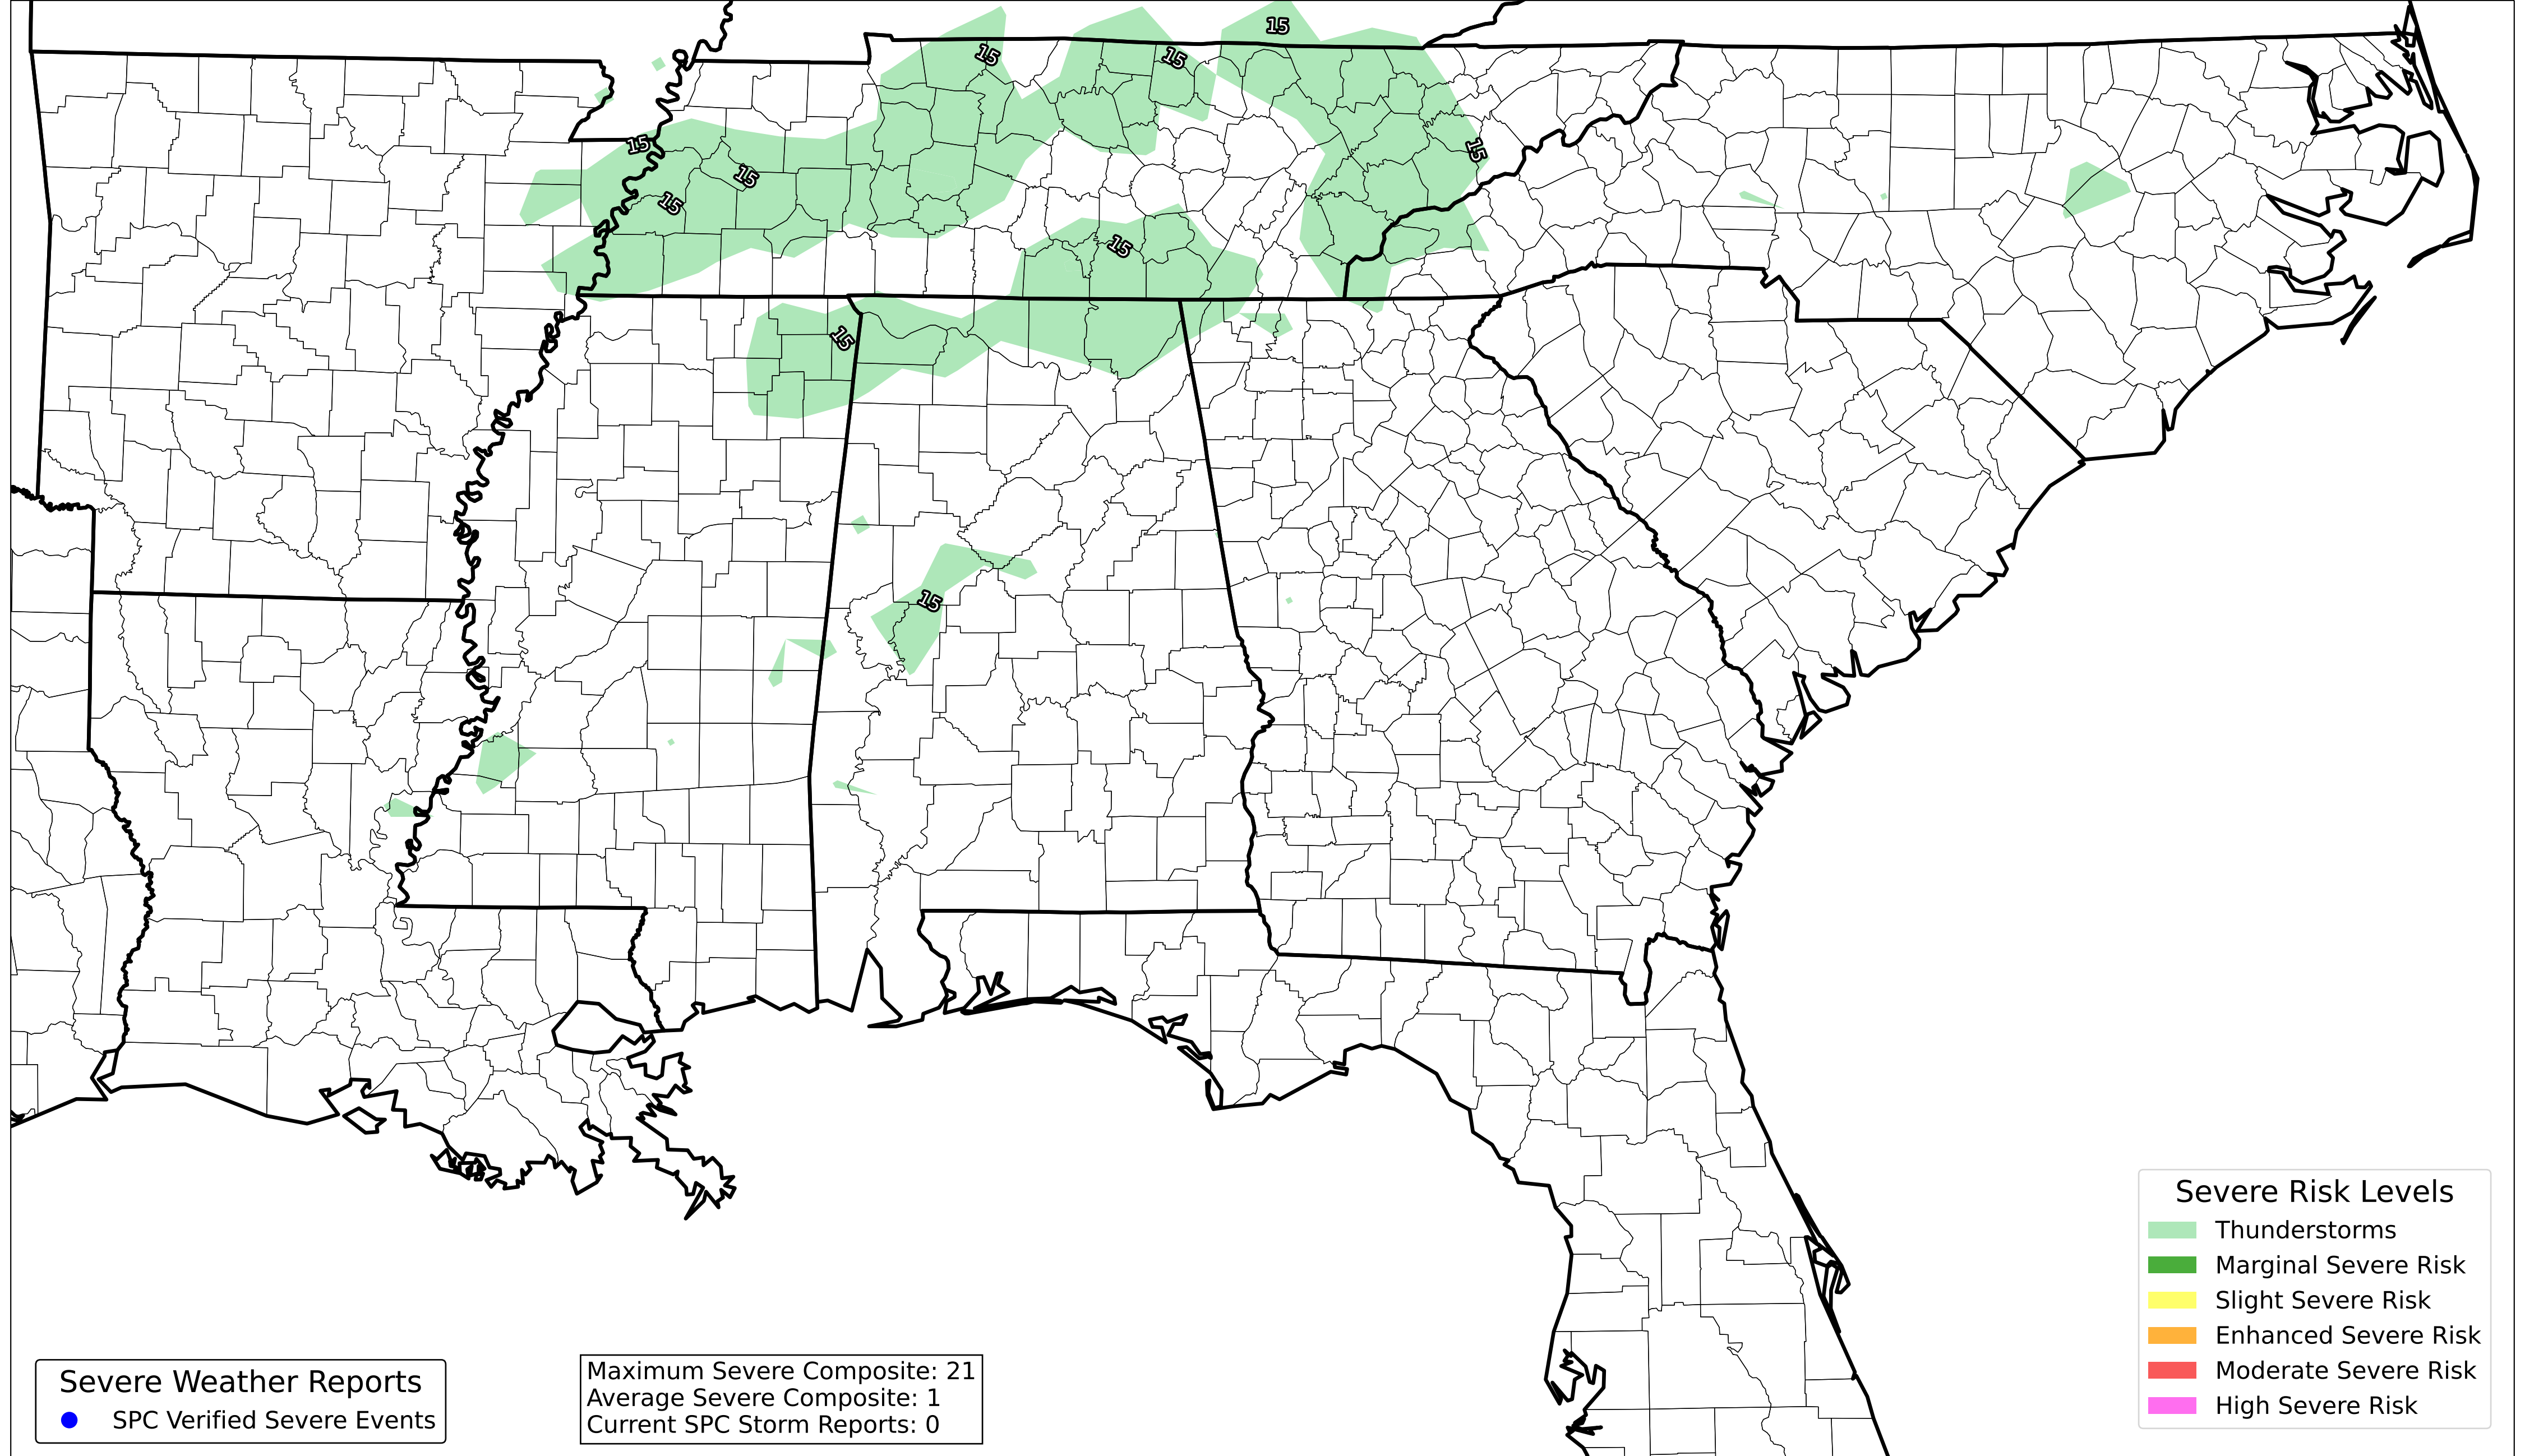 15
15
15
15
15
15
15
15
15
15
Severe Risk Levels
Thunderstorms
Marginal Severe Risk
Slight Severe Risk
Enhanced Severe Risk
Moderate Severe Risk
High Severe Risk
Severe Weather Reports
SPC Verified Severe Events
Maximum Severe Composite: 21
Average Severe Composite: 1
Current SPC Storm Reports: 0